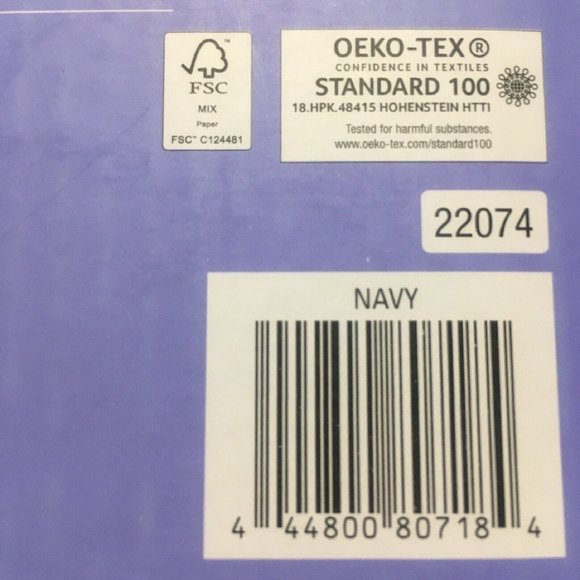 FSC
MIX
Paper
FSC™ C124481
OEKO-TEX®
CONFIDENCE IN TEXTILES
STANDARD 100
18.HPK.48415 HOHENSTEIN HTTI
Tested for harmful substances.
www.oeko-tex.com/standard100
22074
NAVY
4 44800 80718 4